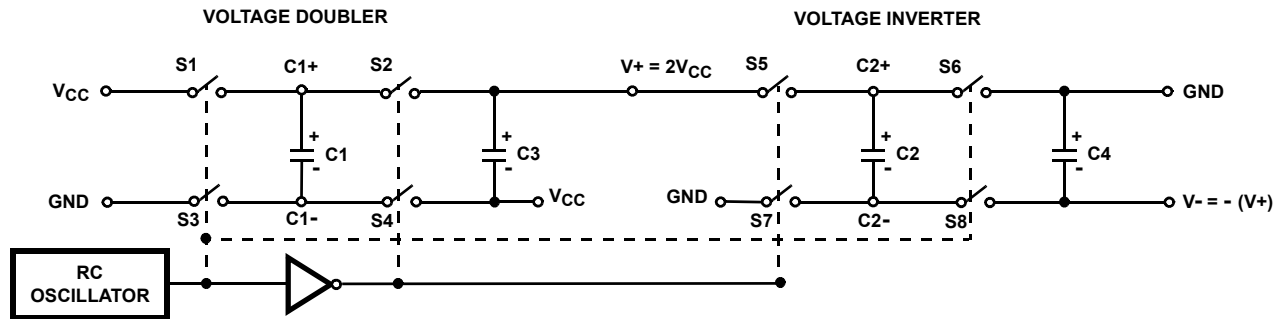 VOLTAGE DOUBLER VOLTAGE INVERTER
S1 C1+ S2 V+ = 2VCC S5 C2+ S6
VCC GND
+ + + +
C1 C3 C2 C4
- - - -
GND VCC GND V- = - (V+)
S3 C1- S4 S7 C2- S8
RC
OSCILLATOR